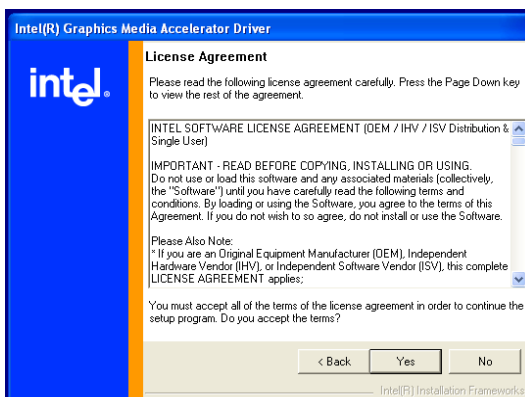 Intel(R) Graphics Media Accelerator Driver
intel.
License Agreement
Please read the following license agreement carefully. Press the Page Down key
to view the rest of the agreement.
INTEL SOFTWARE LICENSE AGREEMENT (OEM / IHV / ISV Distribution &
Single User)
IMPORTANT - READ BEFORE COPYING, INSTALLING OR USING.
Do not use or load this software and any associated materials (collectively,
the "Software") until you have carefully read the following terms and
conditions. By loading or using the Software, you agree to the terms of this
Agreement. If you do not wish to so agree, do not install or use the Software.
Please Also Note:
* If you are an Original Equipment Manufacturer (OEM), Independent
Hardware Vendor (IHV), or Independent Software Vendor (ISV), this complete
LICENSE AGREEMENT applies;
You must accept all of the terms of the license agreement in order to continue the
setup program. Do you accept the terms?
< Back Yes No
Intel(R) Installation Frameworks